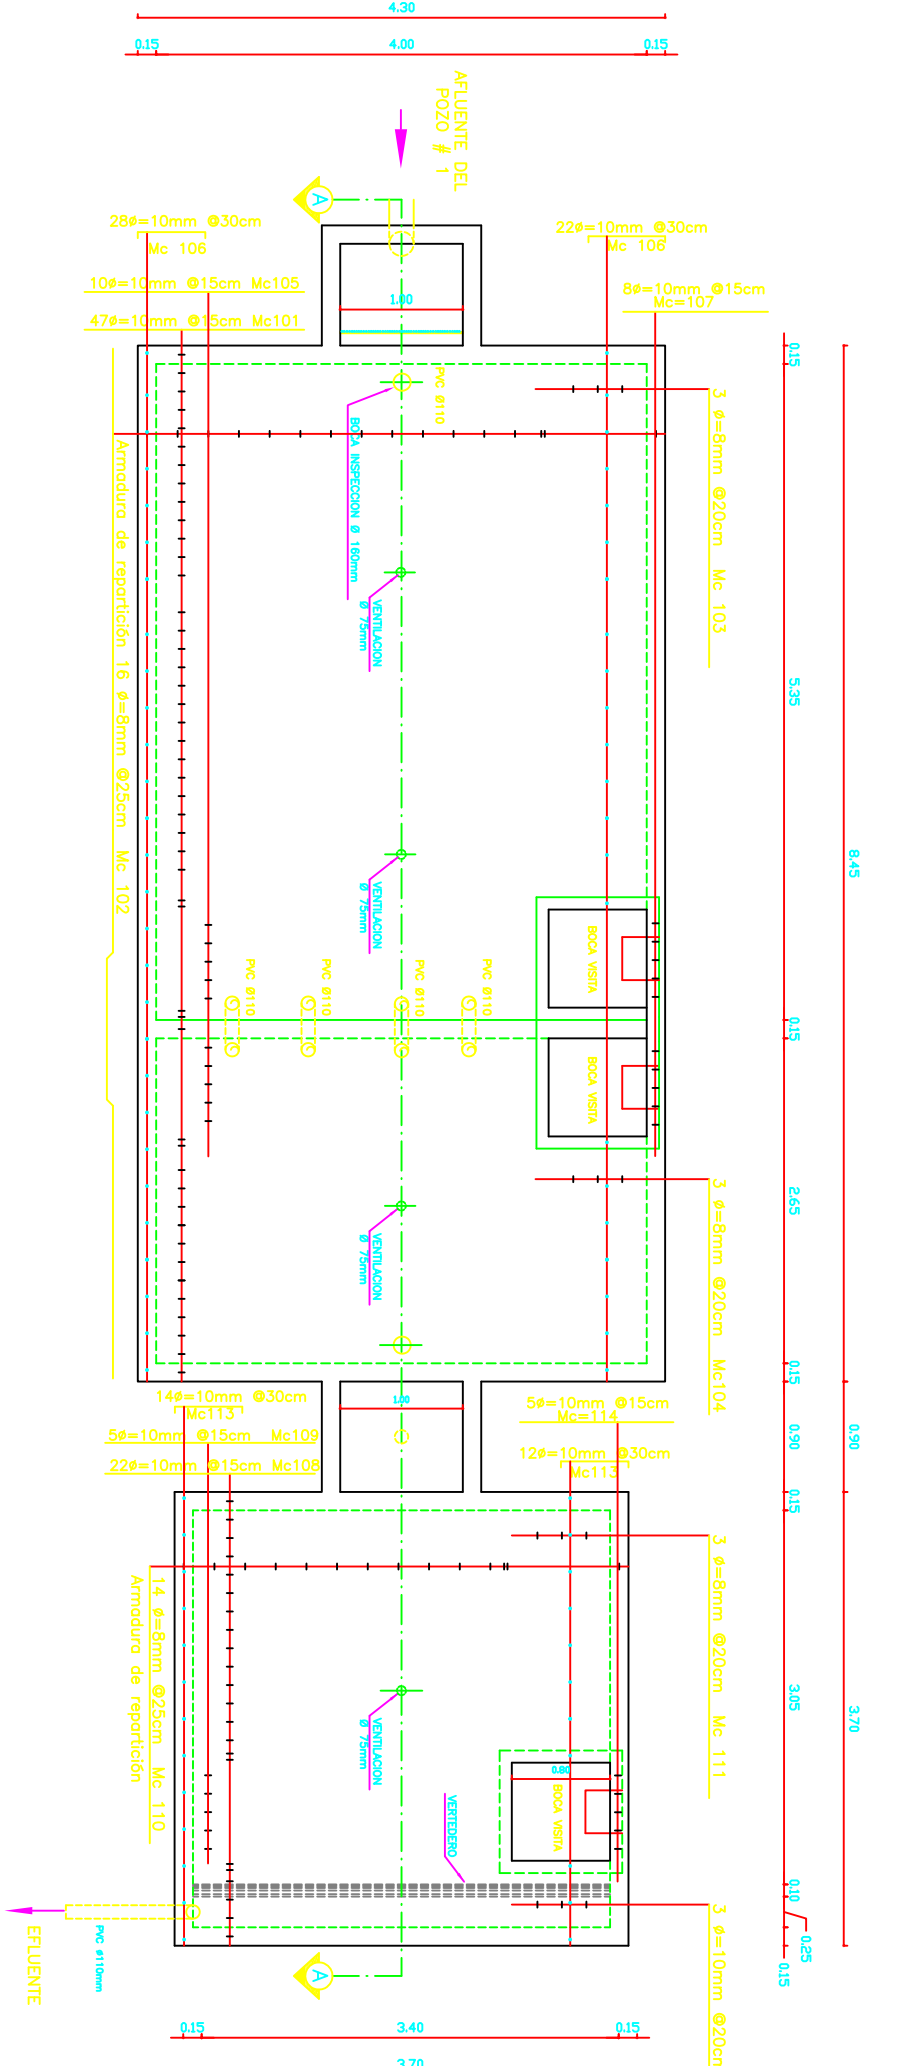 4.30
0.15
4.00
0.15
AFLUENTE DEL
POZO # 1
A
28ø=10mm @30cm
Mc 106
10ø=10mm @15cm Mc105
47ø=10mm @15cm Mc101
22ø=10mm @30cm
Mc 106
8ø=10mm @15cm
Mc=107
1.00
PVC Ø110
BOCA INSPECCION Ø 160mm
3 ø=8mm @20cm Mc 103
0.15
Armadura de repartición 16 ø=8mm @25cm Mc 102
VENTILACION
Ø 75mm
5.35
8.45
VENTILACION
Ø 75mm
BOCA VISITA
PVC Ø110
PVC Ø110
PVC Ø110
PVC Ø110
0.15
BOCA VISITA
VENTILACION
Ø 75mm
3 ø=8mm @20cm Mc104
2.65
0.15
14ø=10mm @30cm
Mc113
5ø=10mm @15cm Mc109
22ø=10mm @15cm Mc108
1.00
5ø=10mm @15cm
Mc=114
12ø=10mm @30cm
Mc113
0.90
0.90
0.15
3 ø=8mm @20cm Mc 111
14 ø=8mm @25cm Mc 110
Armadura de repartición
VENTILACION
Ø 75mm
3.05
3.70
0.80
BOCA VISITA
VERTEDERO
0.10
0.25
0.15
3 ø=10mm @20cm
PVC Ø110mm
EFLUENTE
A
0.15
3.40
0.15
3.70